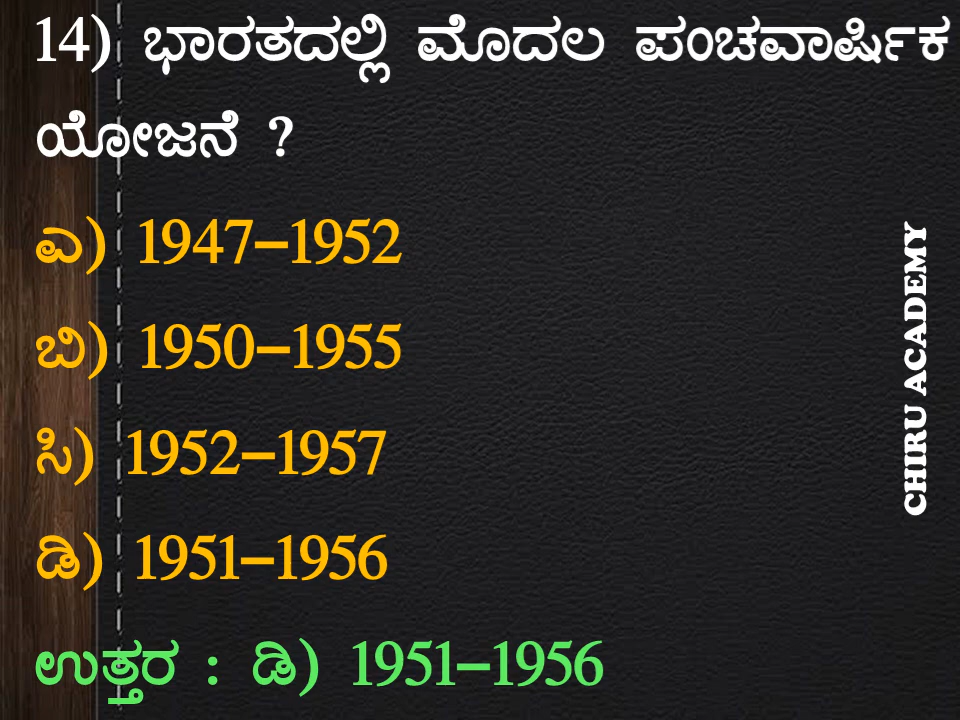 14) ಭಾರತದಲ್ಲಿ ಮೊದಲ ಪಂಚವಾರ್ಷಿಕ
ಯೋಜನೆ ?
ಎ) 1947-1952
ಬಿ) 1950-1955
ಸಿ) 1952-1957
ಡಿ) 1951-1956
ಉತ್ತರ : ಡಿ) 1951-1956
CHIRU ACADEMY